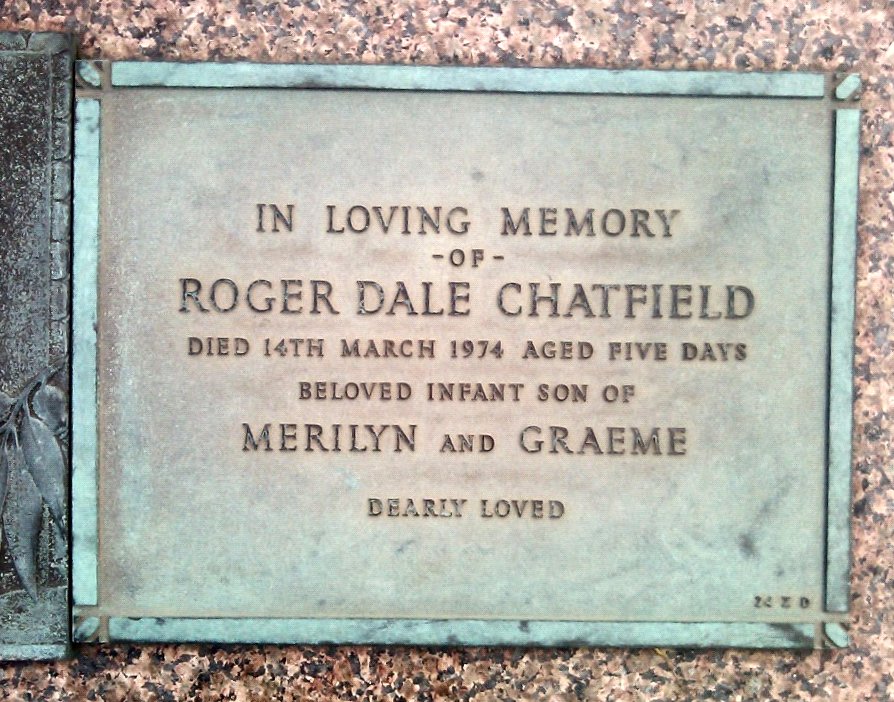 IN LOVING MEMORY
-OF-
ROGER DALE CHATFIELD
DIED 14TH MARCH 1974 AGED FIVE DAYS
BELOVED INFANT SON OF
MERILYN AND GRAEME
DEARLY LOVED